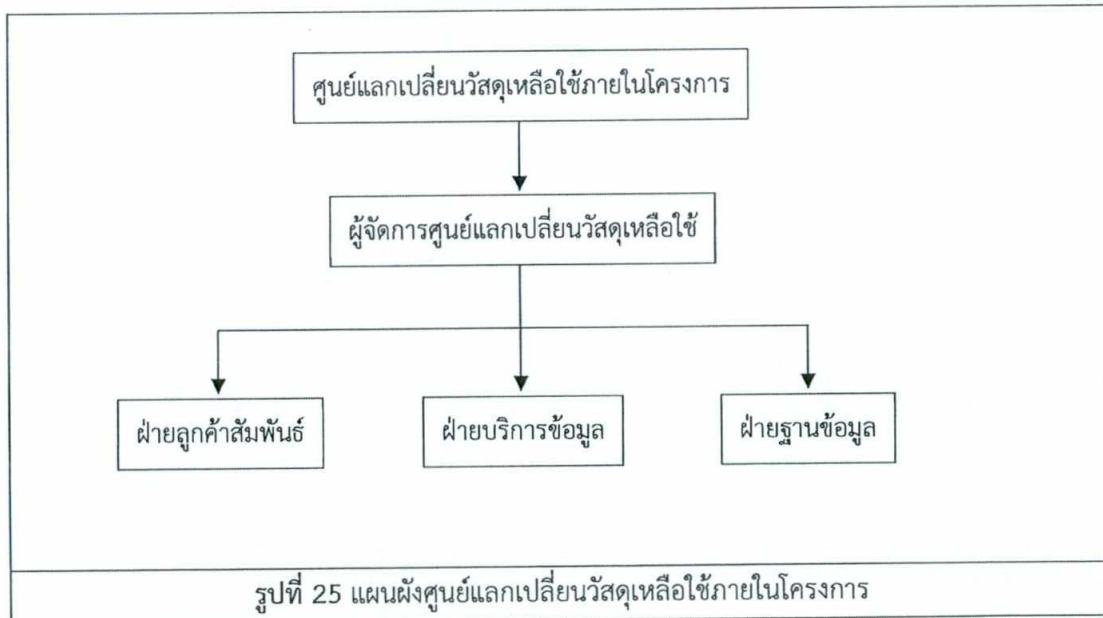 ศูนย์แลกเปลี่ยนวัสดุเหลือใช้ภายในโครงการ
ผู้จัดการศูนย์แลกเปลี่ยนวัสดุเหลือใช้
ฝ่ายลูกค้าสัมพันธ์
ฝ่ายบริการข้อมูล
ฝ่ายฐานข้อมูล
รูปที่ 25 แผนผังศูนย์แลกเปลี่ยนวัสดุเหลือใช้ภายในโครงการ